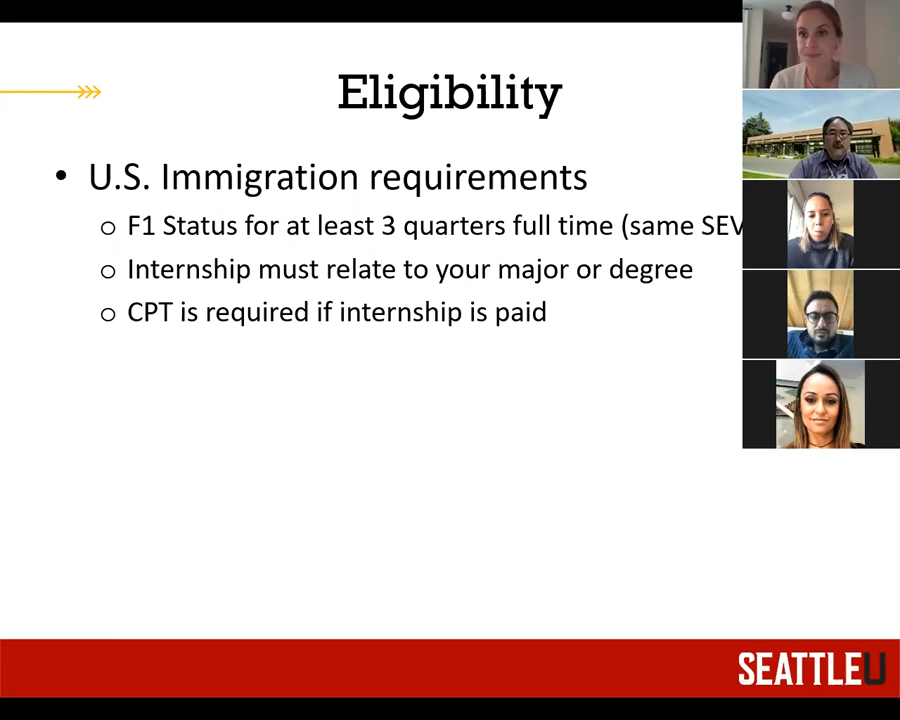 Eligibility
• U.S. Immigration requirements
o F1 Status for at least 3 quarters full time (same SEV
o Internship must relate to your major or degree
o CPT is required if internship is paid
SEATTLEU